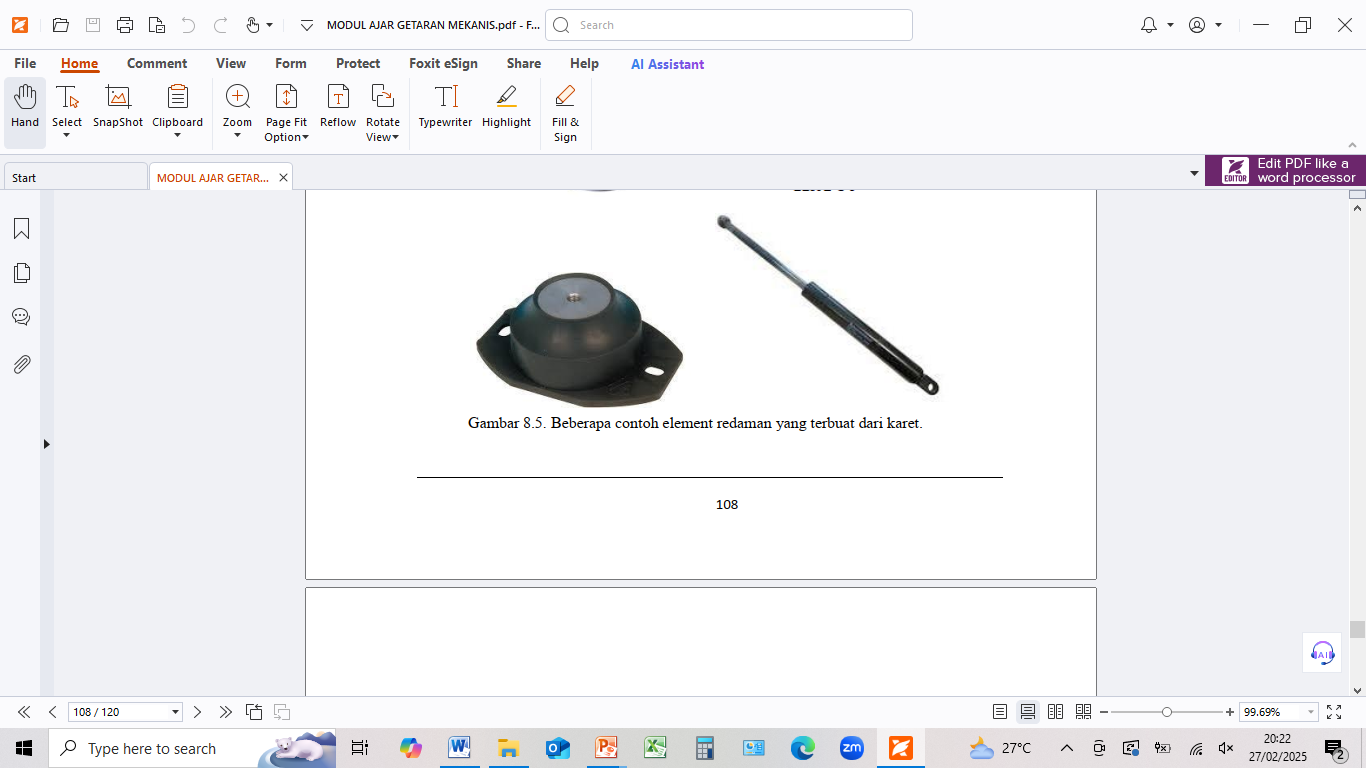 MODUL AJAR GETARAN MEKANIS.pdf - F...
Search
File Home Comment View Form Protect Foxit eSign Share Help AI Assistant
Hand Select SnapShot Clipboard Zoom Page Fit Option Reflow Rotate View Typewriter Highlight Fill & Sign
Start
MODUL AJAR GETAR...
EDITOR
Edit PDF like a
word processor
Gambar 8.5. Beberapa contoh element redaman yang terbuat dari karet.
108
AI
108 / 120
99.69%
Type here to search
zm
27°C
20:22
27/02/2025
2